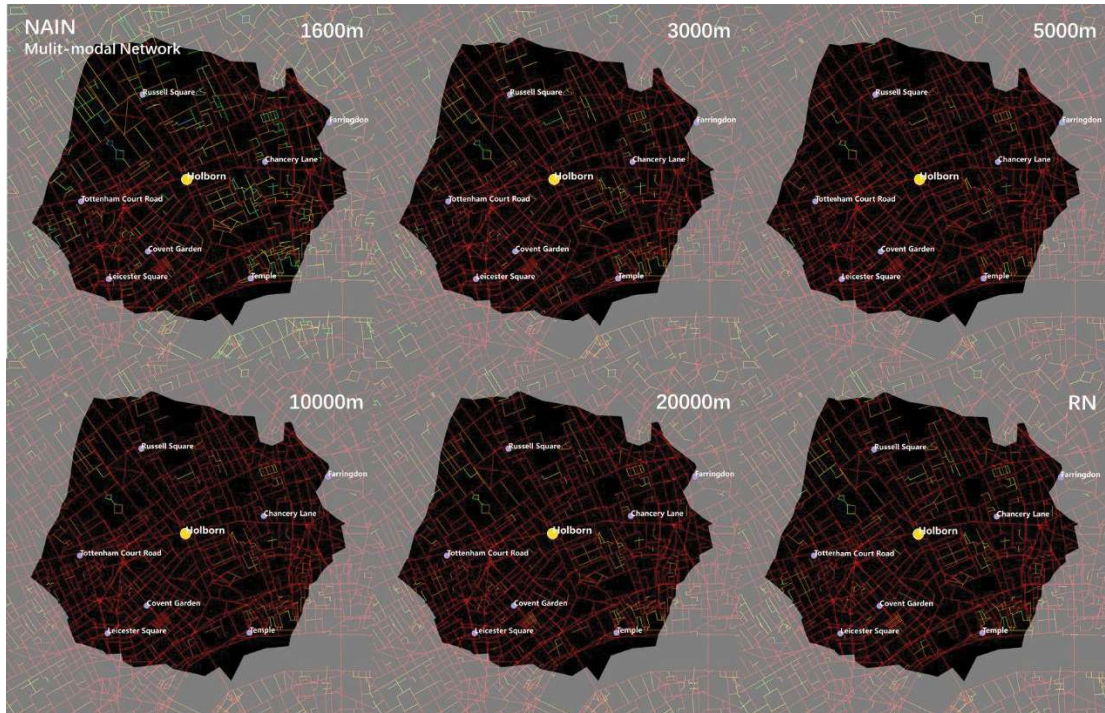 NAIN
Mulit-modal Network
1600m
Russell Square
Farringdon
Chancery Lane
Holborn
Tottenham Court Road
Covent Garden
Leicester Square
Temple
3000m
Russell Square
Farringdon
Chancery Lane
Holborn
Tottenham Court Road
Covent Garden
Leicester Square
Temple
5000m
Russell Square
Farringdon
Chancery Lane
Holborn
Tottenham Court Road
Covent Garden
Leicester Square
Temple
10000m
Russell Square
Farringdon
Chancery Lane
Holborn
Tottenham Court Road
Covent Garden
Leicester Square
Temple
20000m
Russell Square
Farringdon
Chancery Lane
Holborn
Tottenham Court Road
Covent Garden
Leicester Square
Temple
RN
Russell Square
Farringdon
Chancery Lane
Holborn
Tottenham Court Road
Covent Garden
Leicester Square
Temple